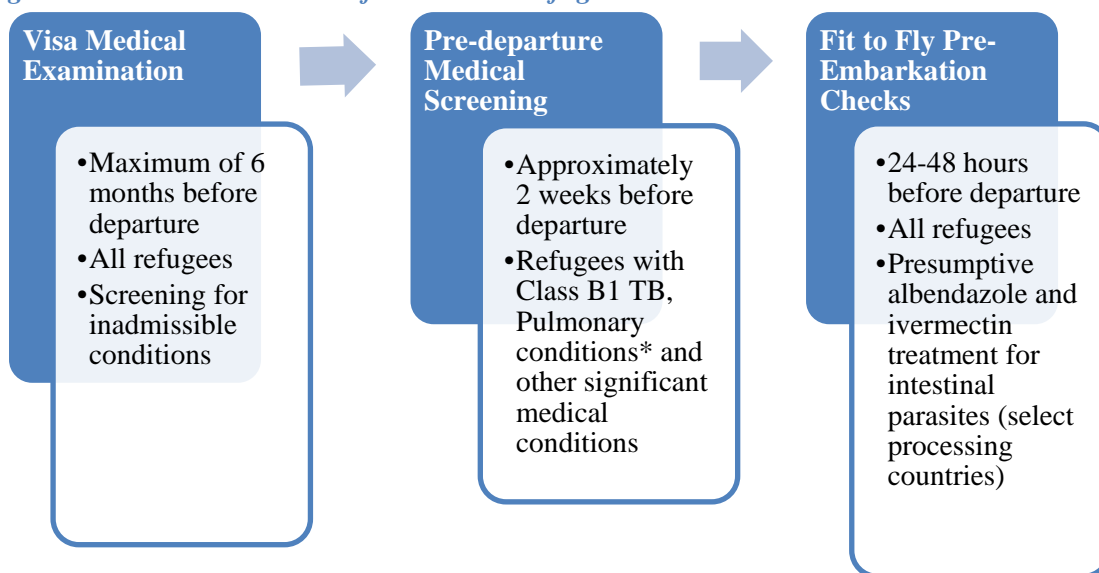 Visa Medical
Examination
•Maximum of 6
months before
departure
•All refugees
•Screening for
inadmissible
conditions
Pre-departure
Medical
Screening
•Approximately
2 weeks before
departure
•Refugees with
Class B1 TB,
Pulmonary
conditions* and
other significant
medical
conditions
Fit to Fly Pre-
Embarkation
Checks
•24-48 hours
before departure
•All refugees
•Presumptive
albendazole and
ivermectin
treatment for
intestinal
parasites (select
processing
countries)